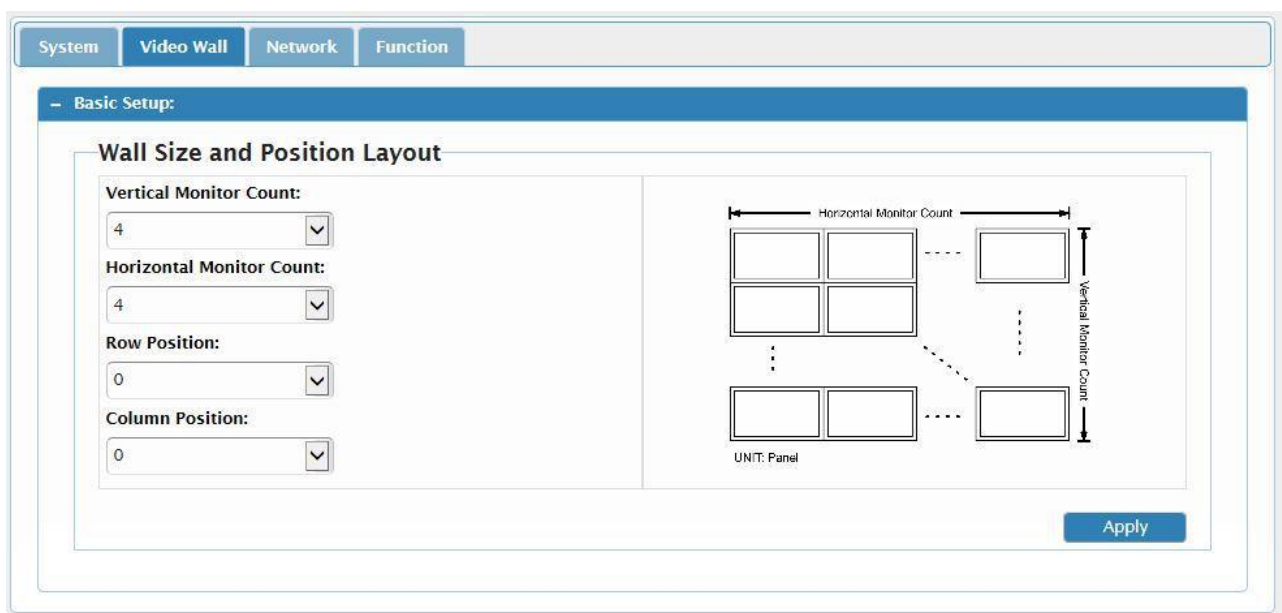 System Video Wall Network Function
– Basic Setup:
Wall Size and Position Layout
Vertical Monitor Count:
4
Horizontal Monitor Count:
4
Row Position:
0
Column Position:
0
Horizontal Monitor Count
Vertical Monitor Count
UNIT: Panel
Apply